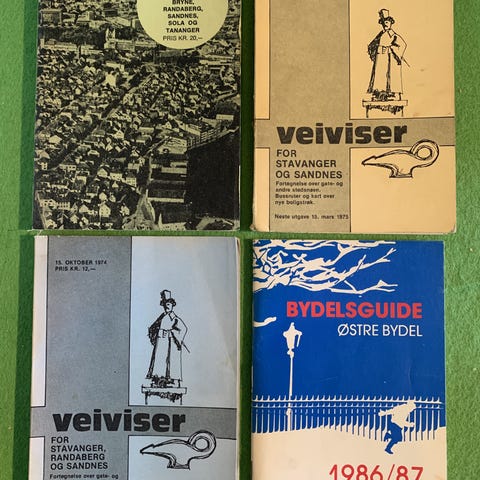 BRYNE,
RANDABERG,
SANDNES,
SOLA OG
TANANGER
PRIS KR. 20,—
veiviser
FOR
STAVANGER
OG SANDNES
Fortegnelse over gate- og
andre stedsnavn.
Bussruter og kart over
nye boligstrøk.
Neste utgave 15. mars 1975
15. OKTOBER 1974
PRIS KR. 12,—
veiviser
FOR
STAVANGER,
RANDABERG
OG SANDNES
Fortegnelse over gate- og
BYDELSGUIDE
ØSTRE BYDEL
1986/87